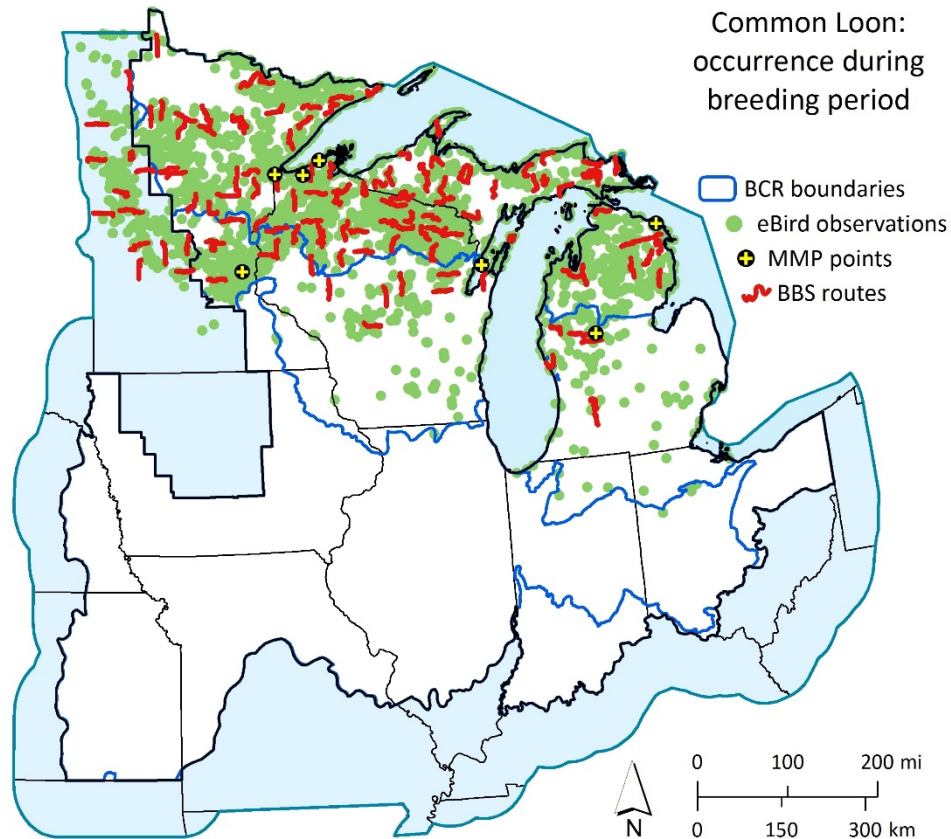 Common Loon:
occurrence during
breeding period
BCR boundaries
eBird observations
MMP points
BBS routes
N
0 100 200 mi
0 150 300 km